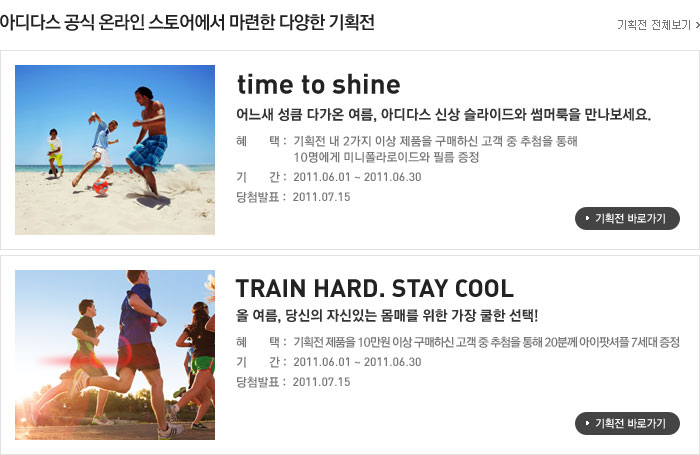 아디다스 공식 온라인 스토어에서 마련한 다양한 기획전
기획전 전체보기 >
time to shine
어느새 성큼 다가온 여름, 아디다스 신상 슬라이드와 썸머룩을 만나보세요.
혜 택 : 기획전 내 2가지 이상 제품을 구매하신 고객 중 추첨을 통해
10명에게 미니폴라로이드와 필름 증정
기 간 : 2011.06.01 ~ 2011.06.30
당첨발표 : 2011.07.15
기획전 바로가기
TRAIN HARD. STAY COOL
올 여름, 당신의 자신있는 몸매를 위한 가장 쿨한 선택!
혜 택 : 기획전 제품을 10만원 이상 구매하신 고객 중 추첨을 통해 20분께 아이팟셔플 7세대 증정
기 간 : 2011.06.01 ~ 2011.06.30
당첨발표 : 2011.07.15
기획전 바로가기